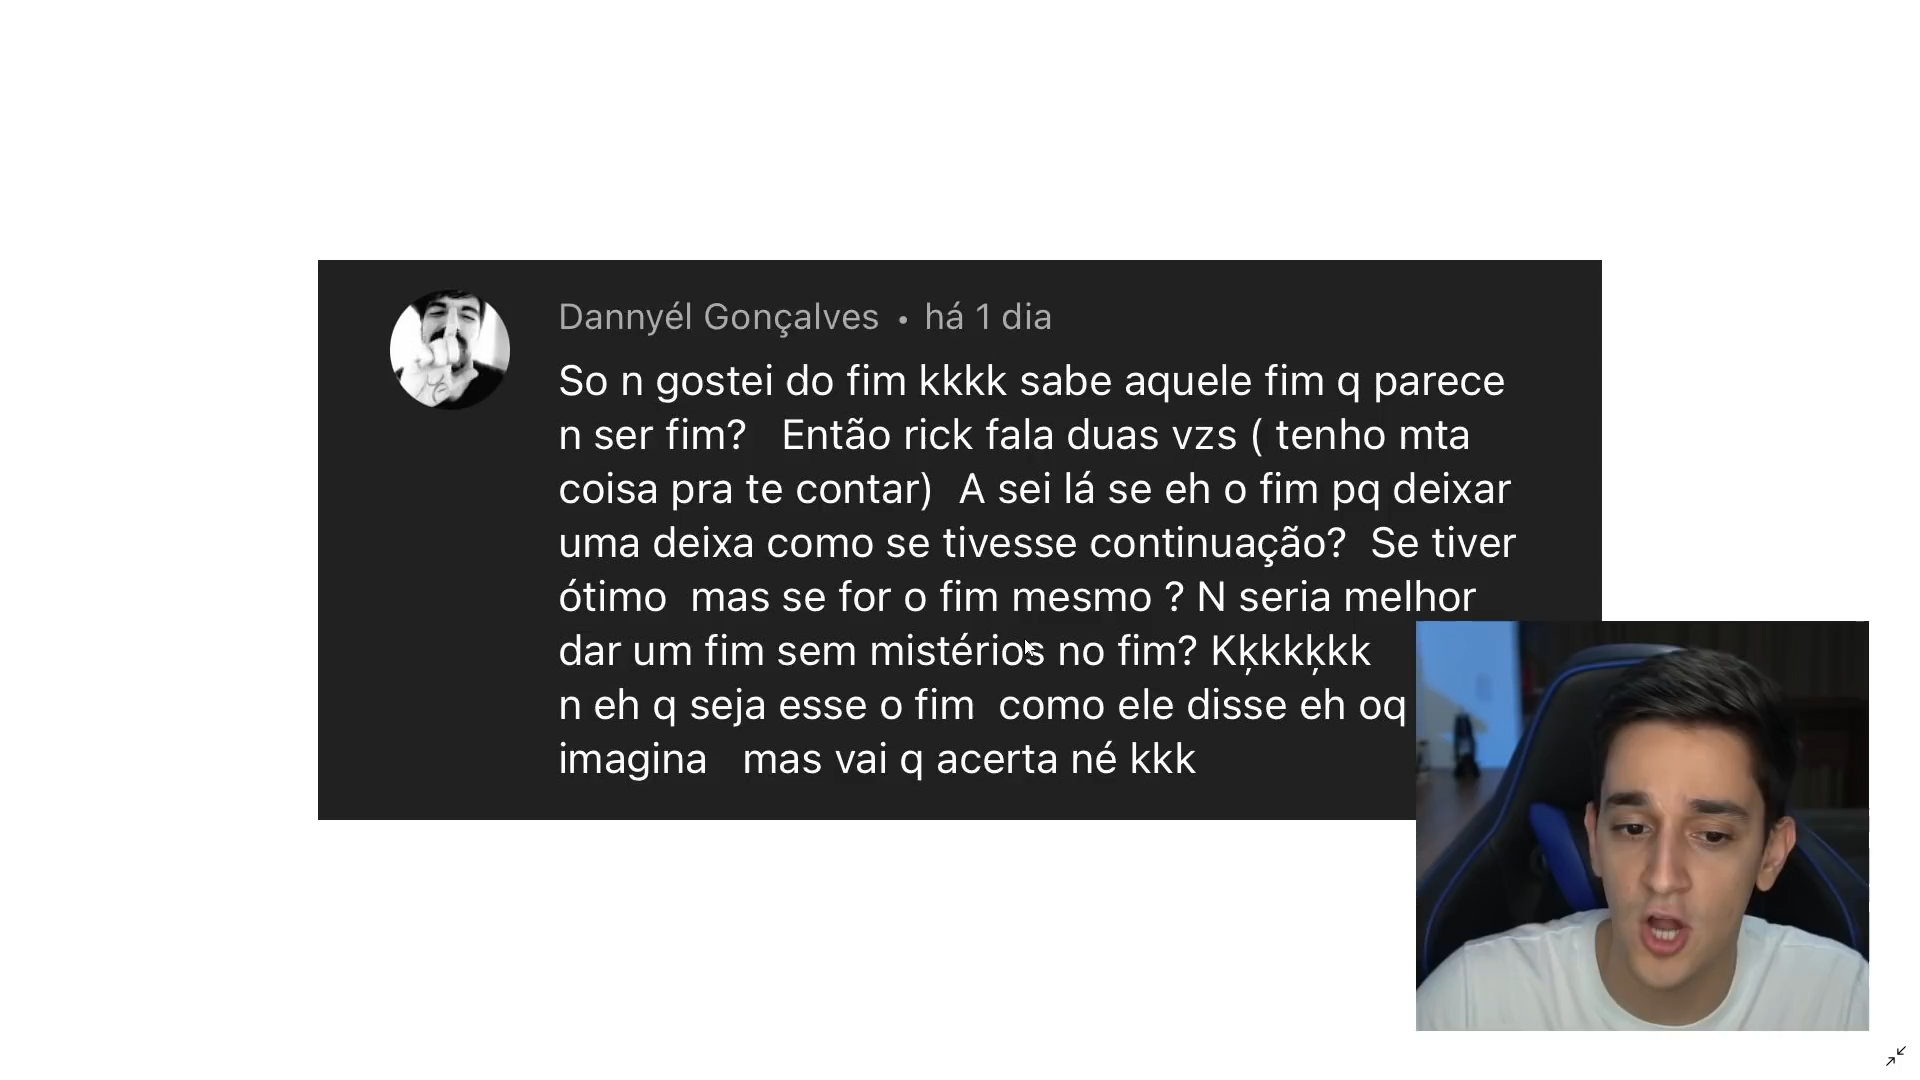 Dannyél Gonçalves • há 1 dia
So n gostei do fim kkkk sabe aquele fim q parece
n ser fim?   Então rick fala duas vzs ( tenho mta
coisa pra te contar)  A sei lá se eh o fim pq deixar
uma deixa como se tivesse continuação?  Se tiver
ótimo  mas se for o fim mesmo ? N seria melhor
dar um fim sem mistérios no fim? Kķkkkķkk
n eh q seja esse o fim  como ele disse eh oq
imagina   mas vai q acerta né kkk